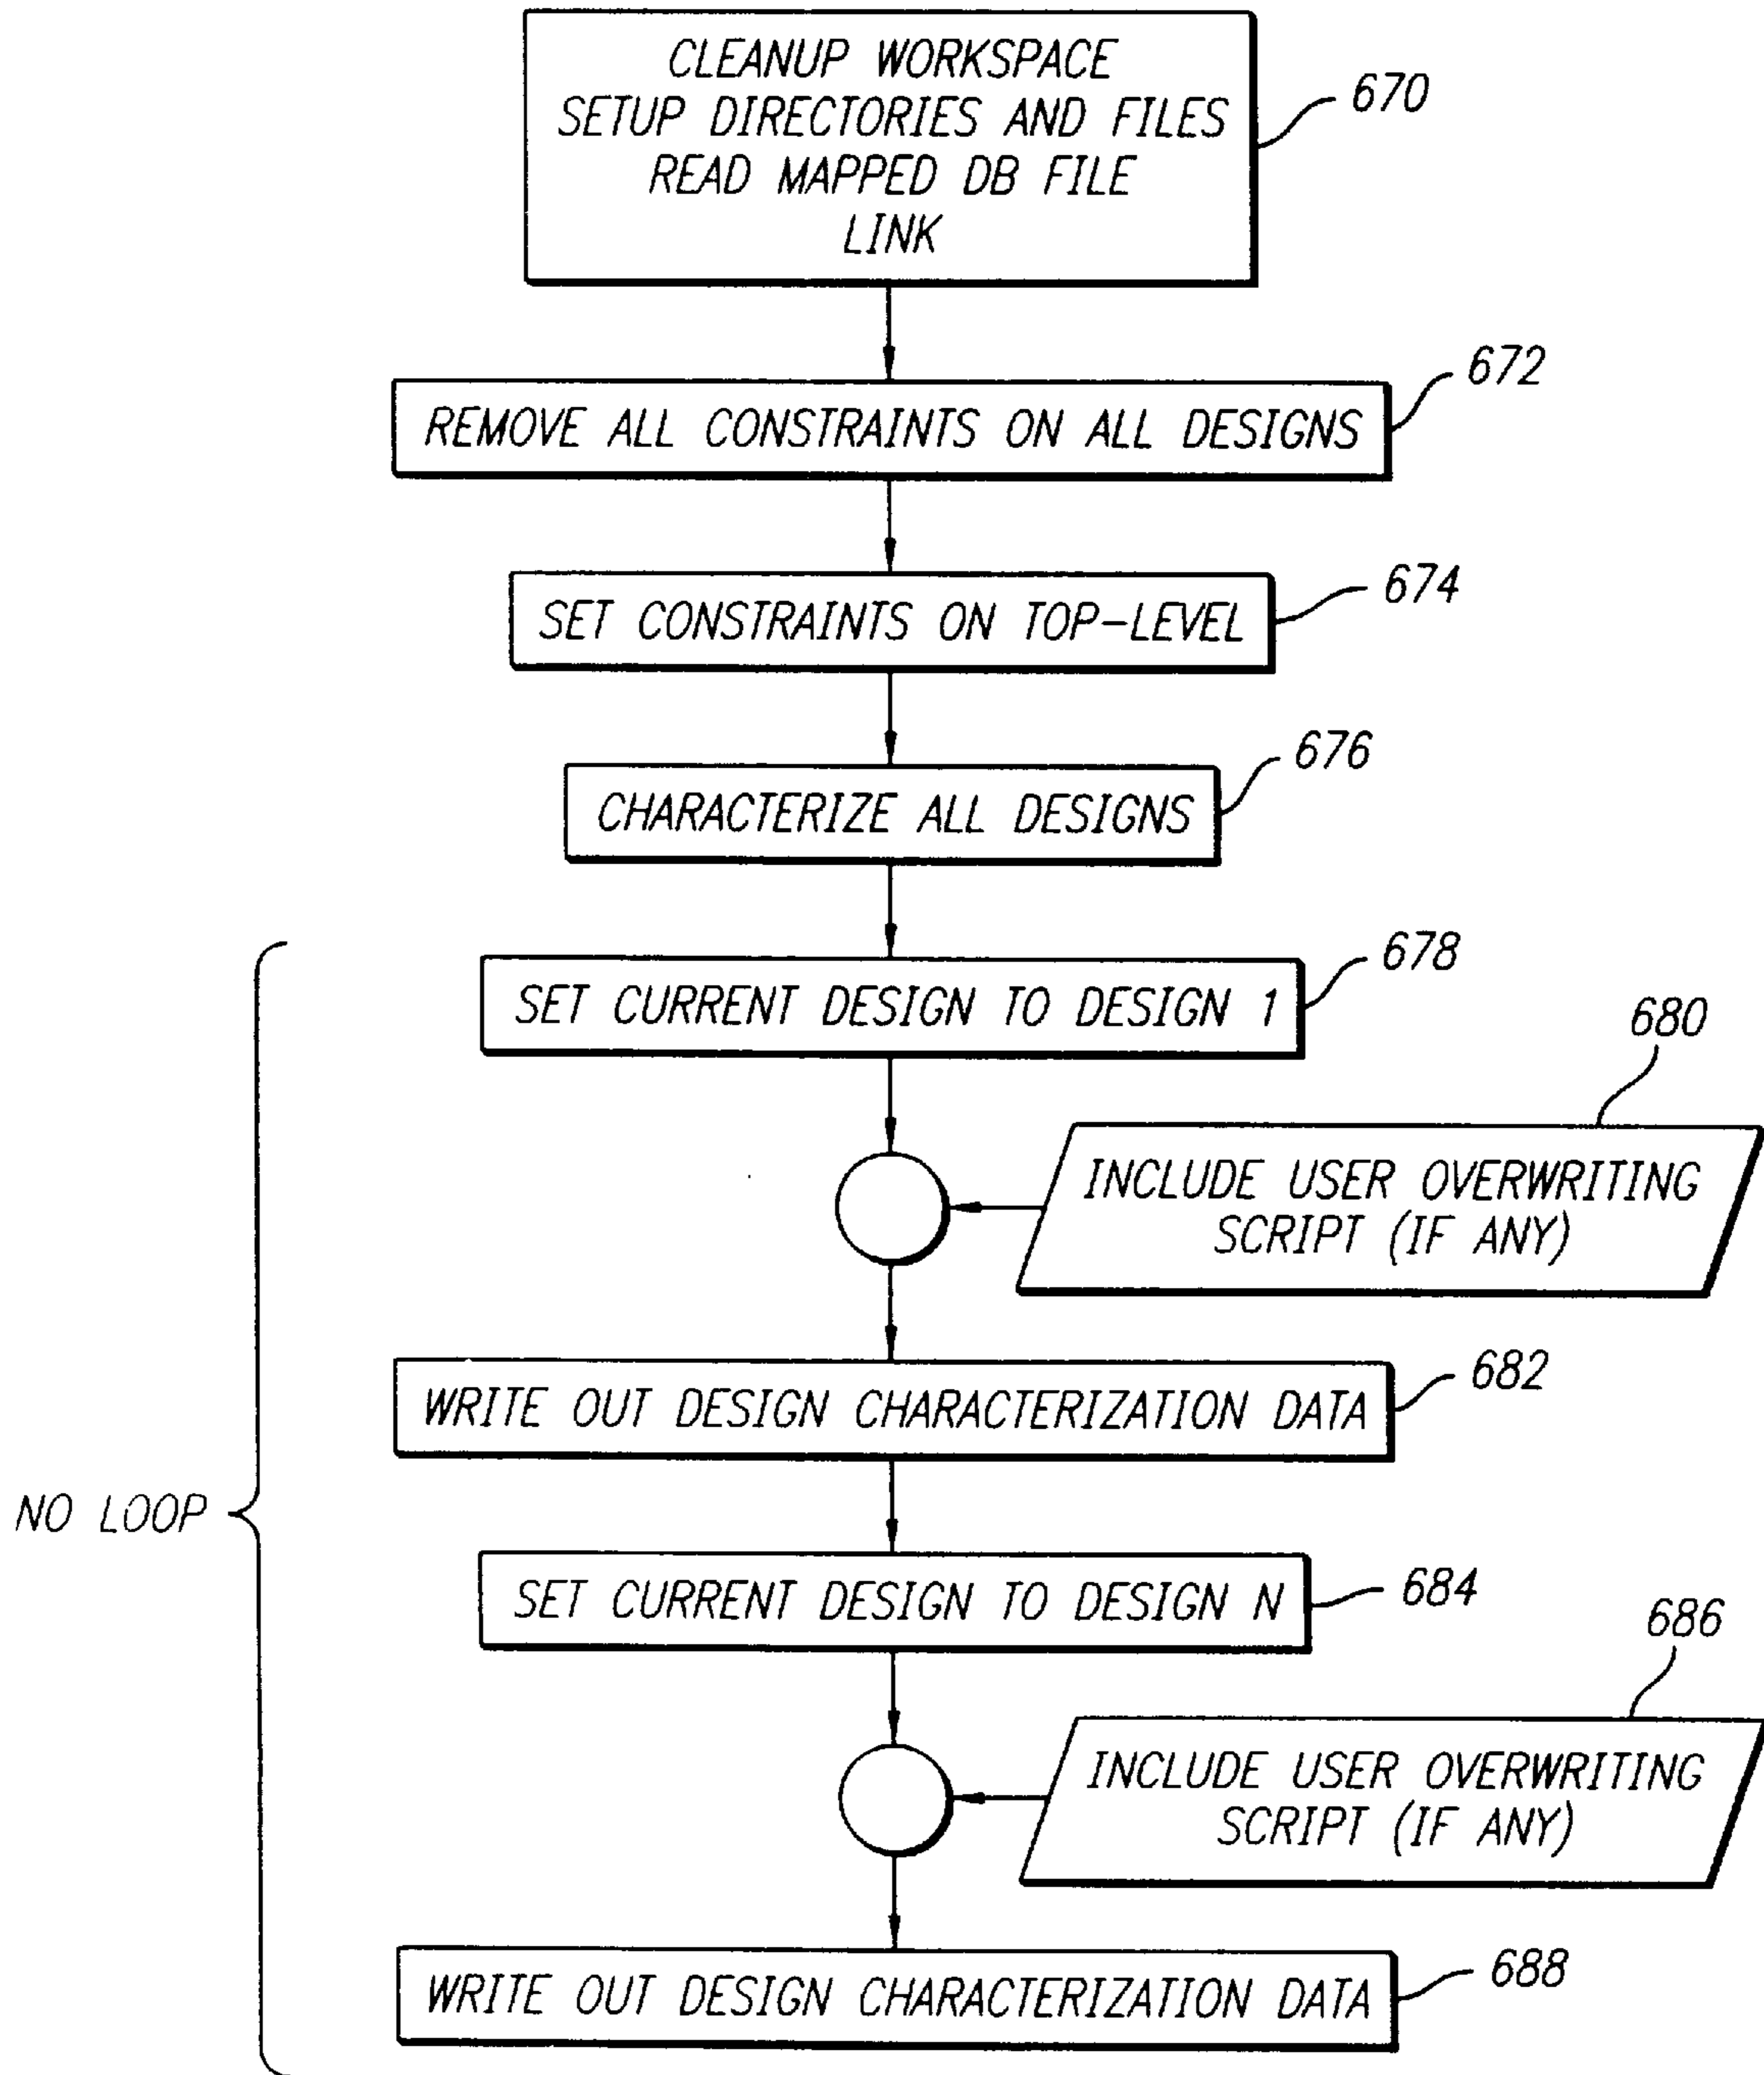 CLEANUP WORKSPACE
SETUP DIRECTORIES AND FILES
READ MAPPED DB FILE
LINK
670
REMOVE ALL CONSTRAINTS ON ALL DESIGNS
672
SET CONSTRAINTS ON TOP-LEVEL
674
CHARACTERIZE ALL DESIGNS
676
SET CURRENT DESIGN TO DESIGN 1
678
680
INCLUDE USER OVERWRITING
SCRIPT (IF ANY)
WRITE OUT DESIGN CHARACTERIZATION DATA
682
NO LOOP
SET CURRENT DESIGN TO DESIGN N
684
686
INCLUDE USER OVERWRITING
SCRIPT (IF ANY)
WRITE OUT DESIGN CHARACTERIZATION DATA
688